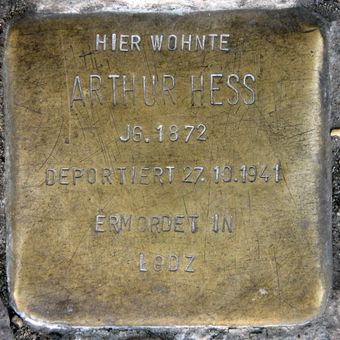 HIER WOHNTE
ARTHUR HESS
JG. 1872
DEPORTIERT 27.10.1941
ERMORDET IN
LODZ